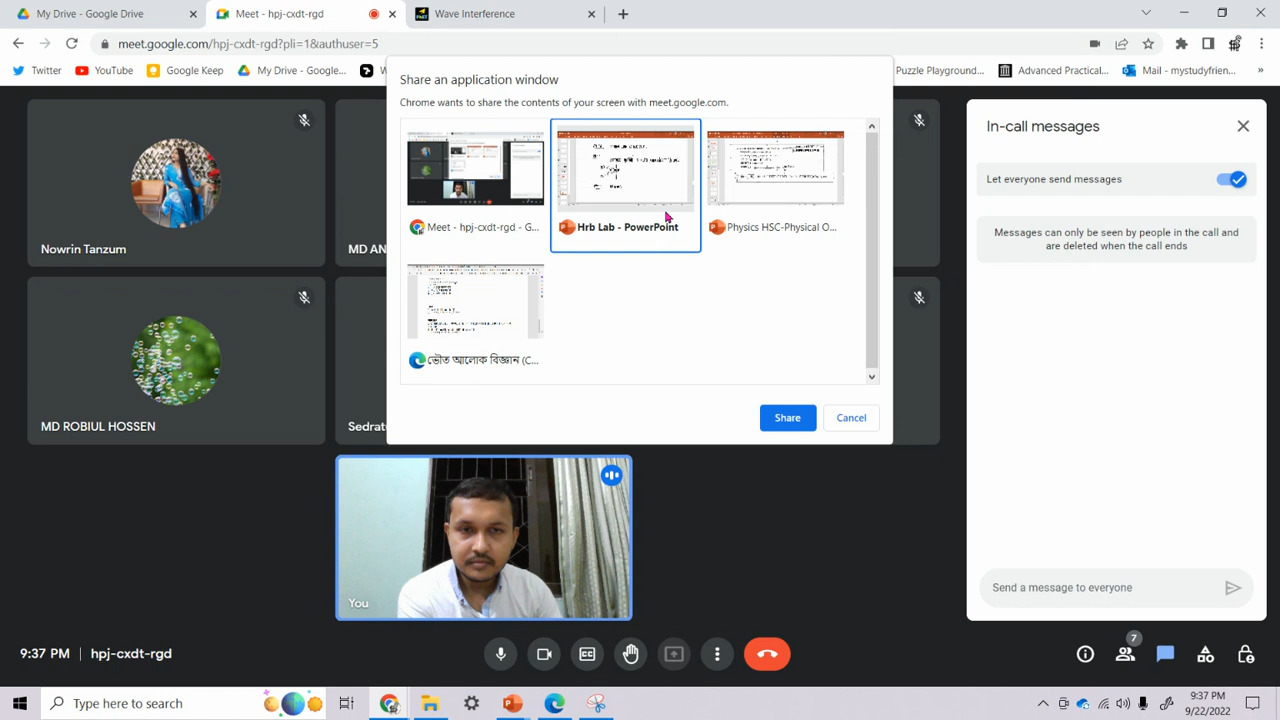 My Drive - Google Drive
Meet - hpj-cxdt-rgd
Wave Interference
meet.google.com/hpj-cxdt-rgd?pli=1&authuser=5
Twitter
YouTube
Google Keep
My Drive - Google...
Puzzle Playground...
Advanced Practical...
Mail - mystudyfrien...
»
Share an application window
Chrome wants to share the contents of your screen with meet.google.com.
Meet - hpj-cxdt-rgd - G...
Hrb Lab - PowerPoint
Physics HSC-Physical O...
ভৌত আলোক বিজ্ঞান (C...
Share
Cancel
Nowrin Tanzum
MD AN
MD ROBIUL HOSSEN
Sedrat
You
In-call messages
Let everyone send messages
Messages can only be seen by people in the call and
are deleted when the call ends
Send a message to everyone
9:37 PM
hpj-cxdt-rgd
7
Type here to search
9:37 PM
9/22/2022